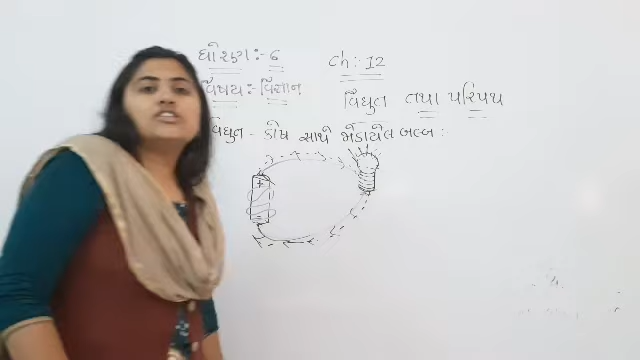 ધોરણ:- 6
Ch: 12
વિષય:- વિજ્ઞાન
વિદ્યુત તથા પરિપથ
વિદ્યુત - કોષ સાથે જોડાયેલ બલ્બ:
+
-